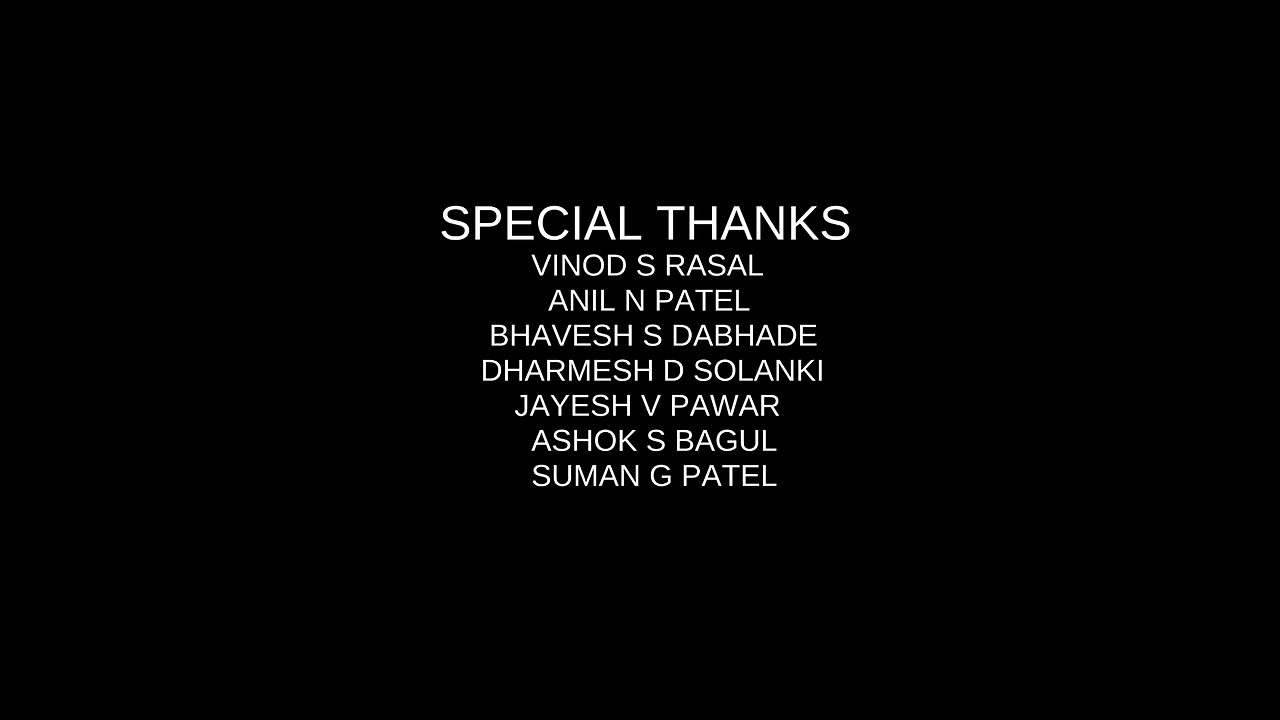 SPECIAL THANKS
VINOD S RASAL
ANIL N PATEL
BHAVESH S DABHADE
DHARMESH D SOLANKI
JAYESH V PAWAR
ASHOK S BAGUL
SUMAN G PATEL